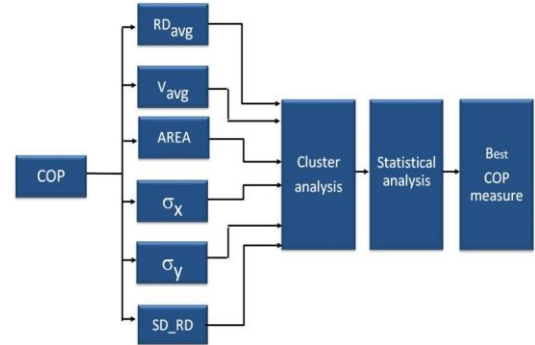 RDavg
Vavg
AREA
COP
σx
σy
SD_RD
Cluster
analysis
Statistical
analysis
Best
COP
measure